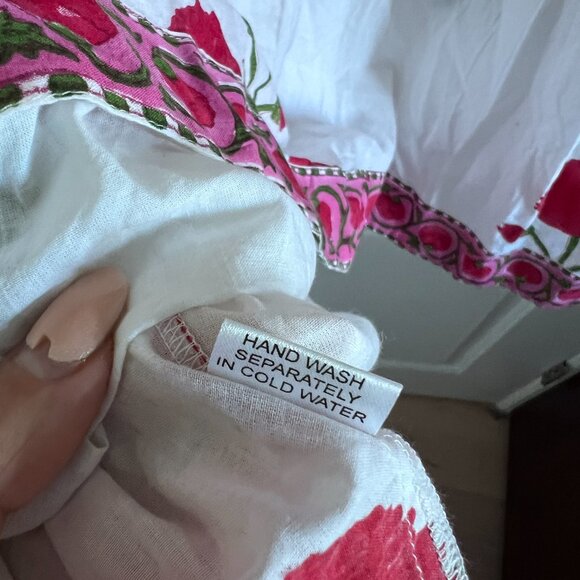 HAND WASH
SEPARATELY
IN COLD WATER